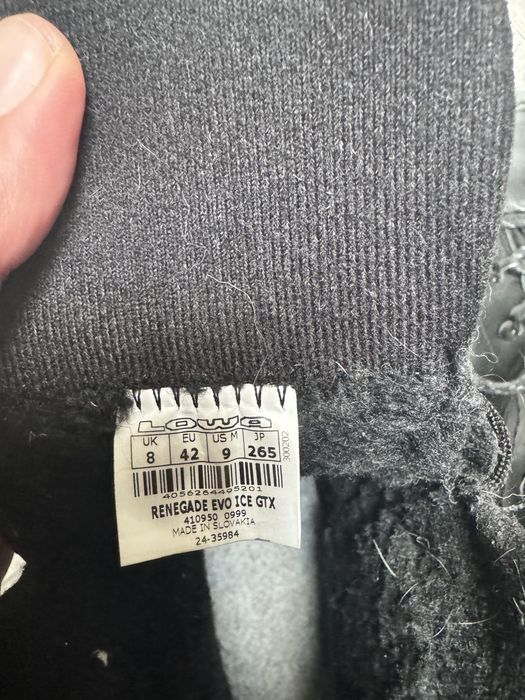 LOWA
UK EU US M JP
8 42 9 265
300202
4056264495201
RENEGADE EVO ICE GTX
410950 0999
MADE IN SLOVAKIA
24-35984